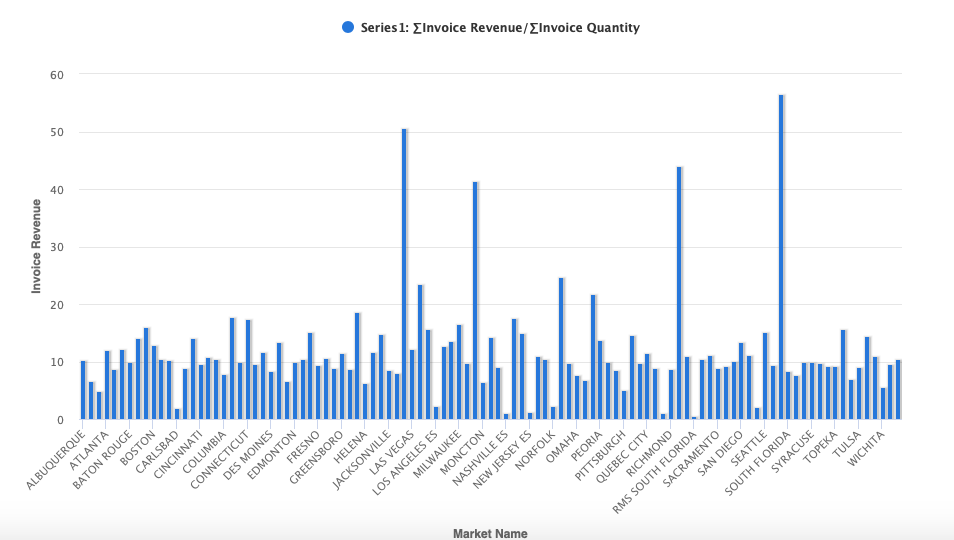 Series1: ∑Invoice Revenue/∑Invoice Quantity
60
50
40
30
20
10
0
Invoice Revenue
ALBUQUERQUE
ATLANTA
BATON ROUGE
BOSTON
CARLSBAD
CINCINNATI
COLUMBIA
CONNECTICUT
DES MOINES
EDMONTON
FRESNO
GREENSBORO
HELENA
JACKSONVILLE
LAS VEGAS
LOS ANGELES ES
MILWAUKEE
MONCTON
NASHVILLE ES
NEW JERSEY ES
NORFOLK
OMAHA
PEORIA
PITTSBURGH
QUEBEC CITY
RICHMOND
RMS SOUTH FLORIDA
SACRAMENTO
SAN DIEGO
SEATTLE
SOUTH FLORIDA
SYRACUSE
TOPEKA
TULSA
WICHITA
Market Name